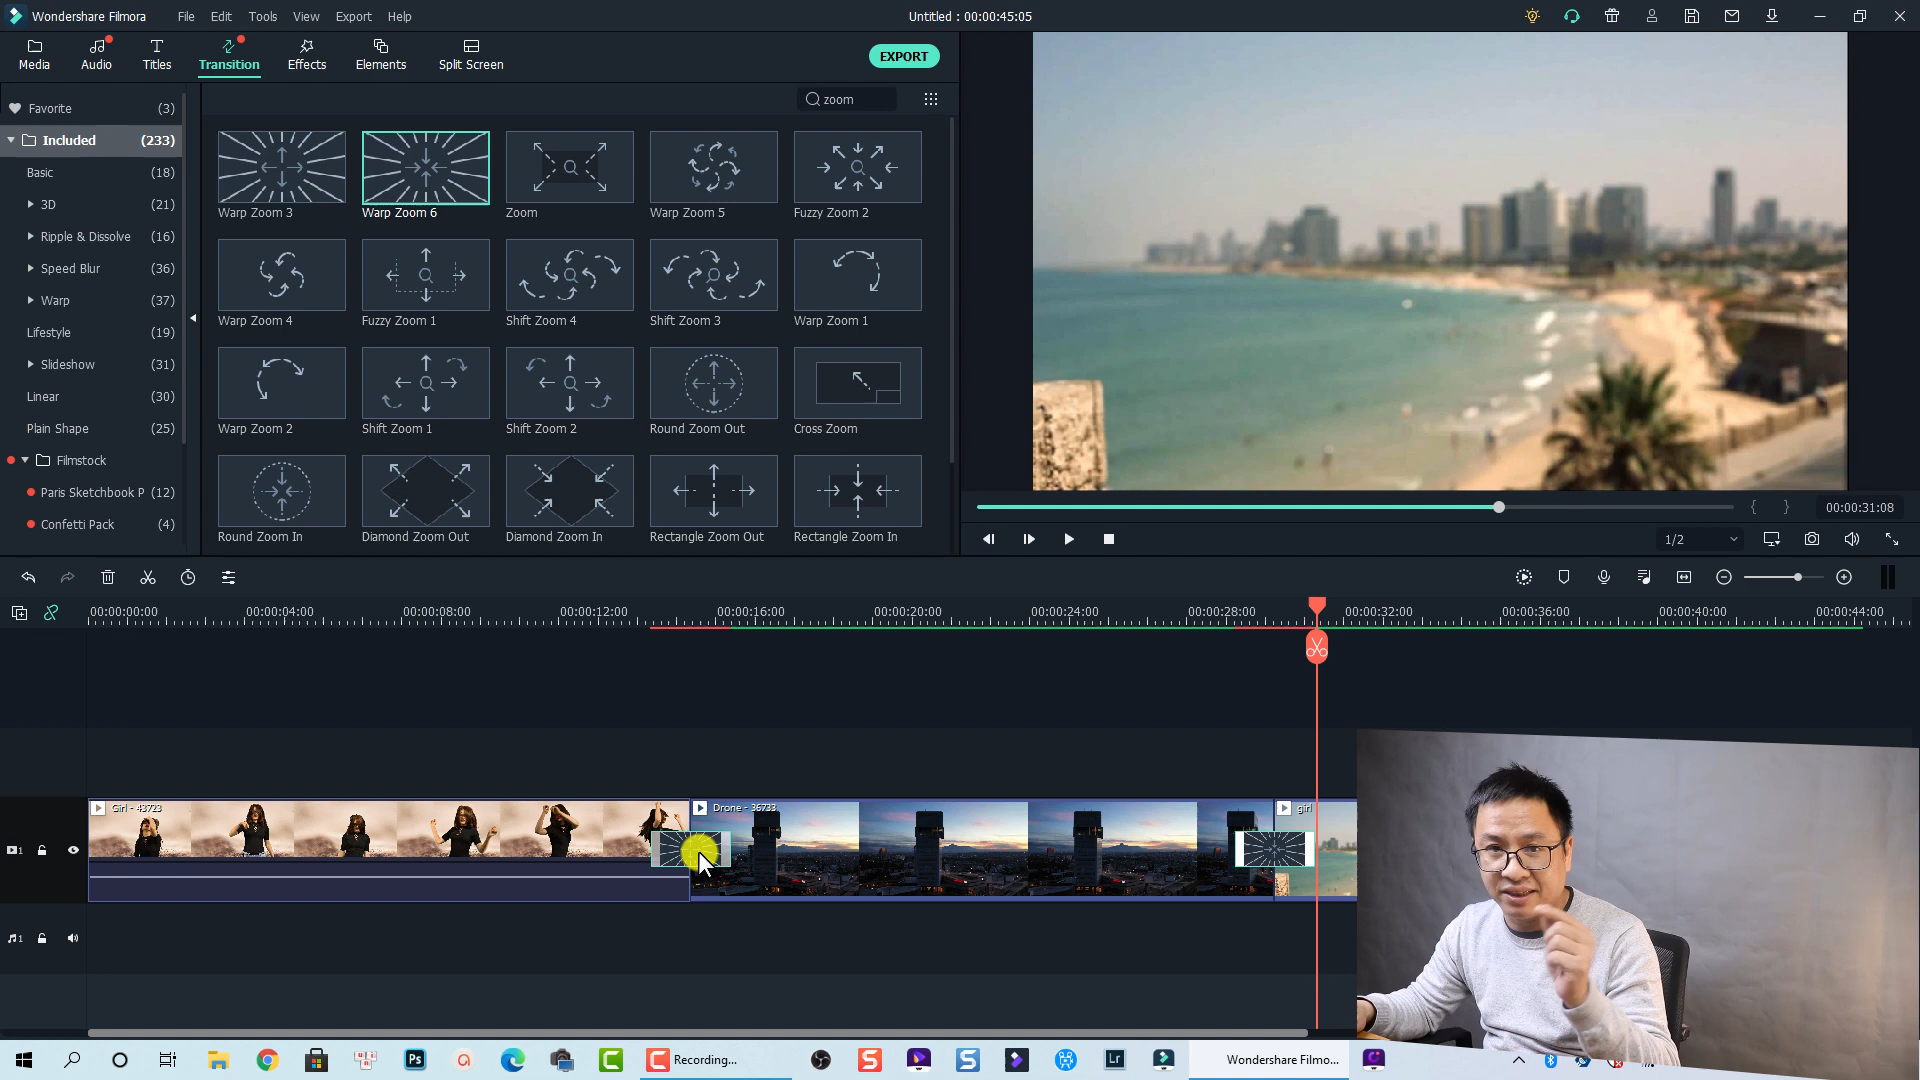 Wondershare Filmora
File Edit Tools View Export Help
Untitled : 00:00:45:05
Media
Audio
Titles
Transition
Effects
Elements
Split Screen
EXPORT
Favorite (3)
Included (233)
Basic (18)
3D (21)
Ripple & Dissolve (16)
Speed Blur (36)
Warp (37)
Lifestyle (19)
Slideshow (31)
Linear (30)
Plain Shape (25)
Filmstock
Paris Sketchbook P (12)
Confetti Pack (4)
zoom
Warp Zoom 3
Warp Zoom 6
Zoom
Warp Zoom 5
Fuzzy Zoom 2
Warp Zoom 4
Fuzzy Zoom 1
Shift Zoom 4
Shift Zoom 3
Warp Zoom 1
Warp Zoom 2
Shift Zoom 1
Shift Zoom 2
Round Zoom Out
Cross Zoom
Round Zoom In
Diamond Zoom Out
Diamond Zoom In
Rectangle Zoom Out
Rectangle Zoom In
{ } 00:00:31:08
1/2
00:00:00:00 00:00:04:00 00:00:08:00 00:00:12:00 00:00:16:00 00:00:20:00 00:00:24:00 00:00:28:00 00:00:32:00 00:00:36:00 00:00:40:00 00:00:44:00
Girl - 43723
Drone - 36733
girl
1
1
Ps
Recording...
Lr
Wondershare Filmo...